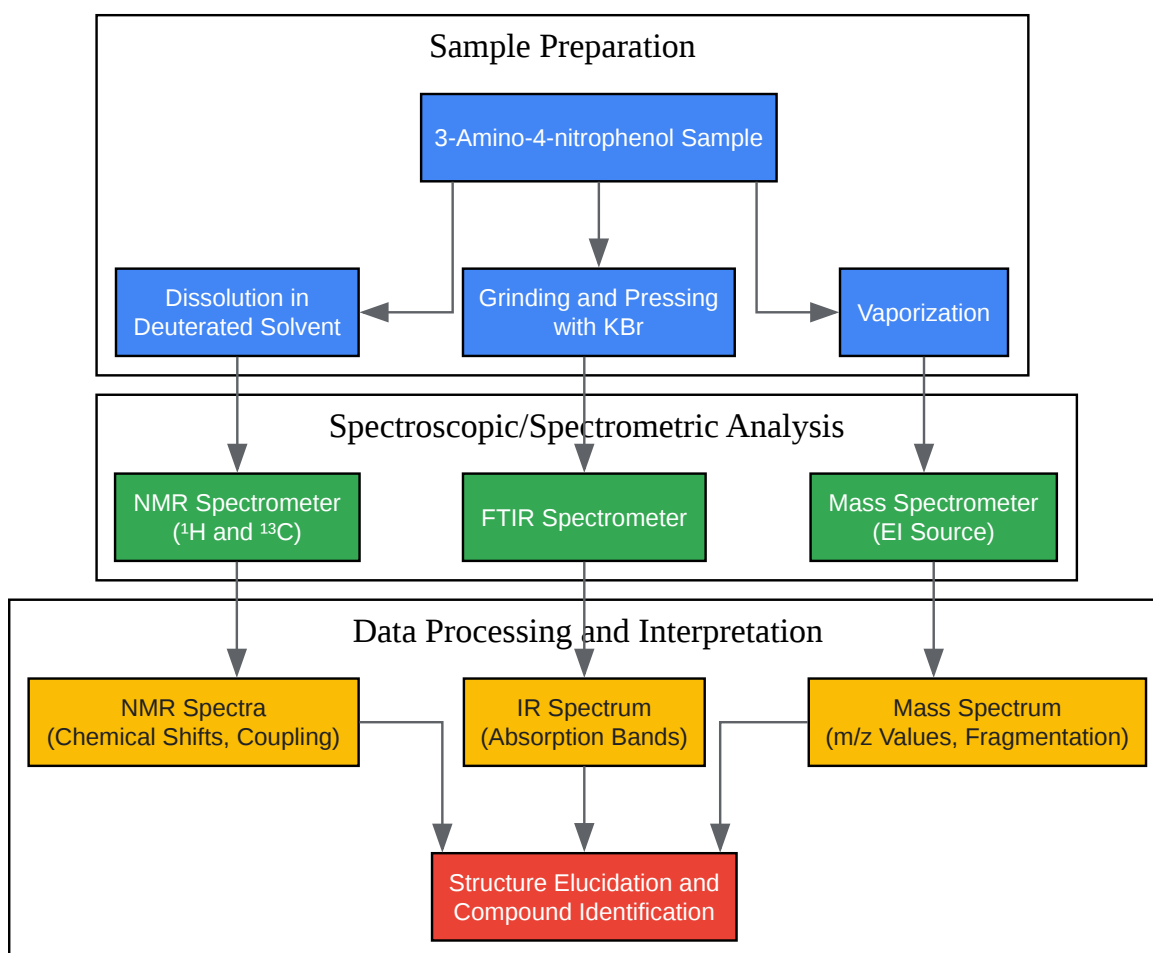 Sample Preparation
3-Amino-4-nitrophenol Sample
Dissolution in
Deuterated Solvent
Grinding and Pressing
with KBr
Vaporization
Spectroscopic/Spectrometric Analysis
NMR Spectrometer
(¹H and ¹³C)
FTIR Spectrometer
Mass Spectrometer
(EI Source)
Data Processing and Interpretation
NMR Spectra
(Chemical Shifts, Coupling)
IR Spectrum
(Absorption Bands)
Mass Spectrum
(m/z Values, Fragmentation)
Structure Elucidation and
Compound Identification